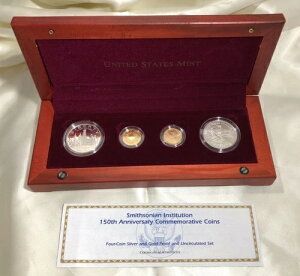 UNITED STATES MINT
Smithsonian Institution
150th Anniversary Commemorative Coins
Four-Coin Silver and Gold Proof and Uncirculated Set